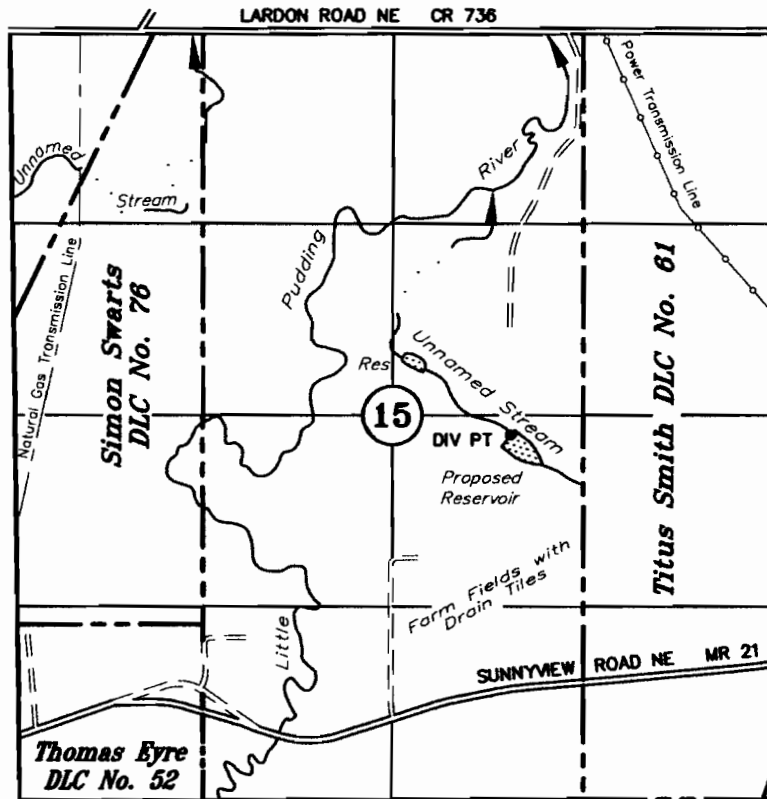 LARDON ROAD NE CR 736
Unnamed
Stream
River
Power Transmission Line
Natural Gas Transmission Line
Simon Swarts
DLC No. 76
Pudding
Titus Smith DLC No. 61
Res
Unnamed Stream
15
DIV PT
Proposed
Reservoir
Farm Fields with
Drain Tiles
Little
SUNNYVIEW ROAD NE MR 21
Thomas Eyre
DLC No. 52